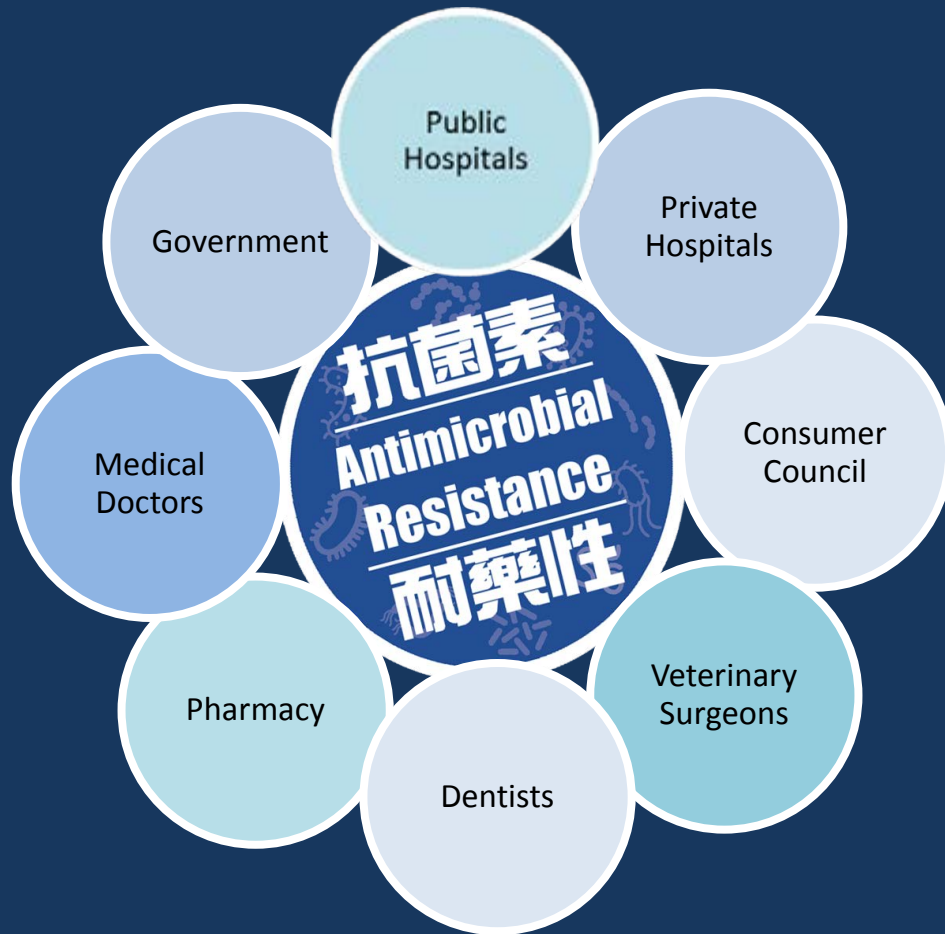 Public
Hospitals
Private
Hospitals
Consumer
Council
Veterinary
Surgeons
Dentists
Pharmacy
Medical
Doctors
Government
抗菌素
Antimicrobial
Resistance
耐藥性